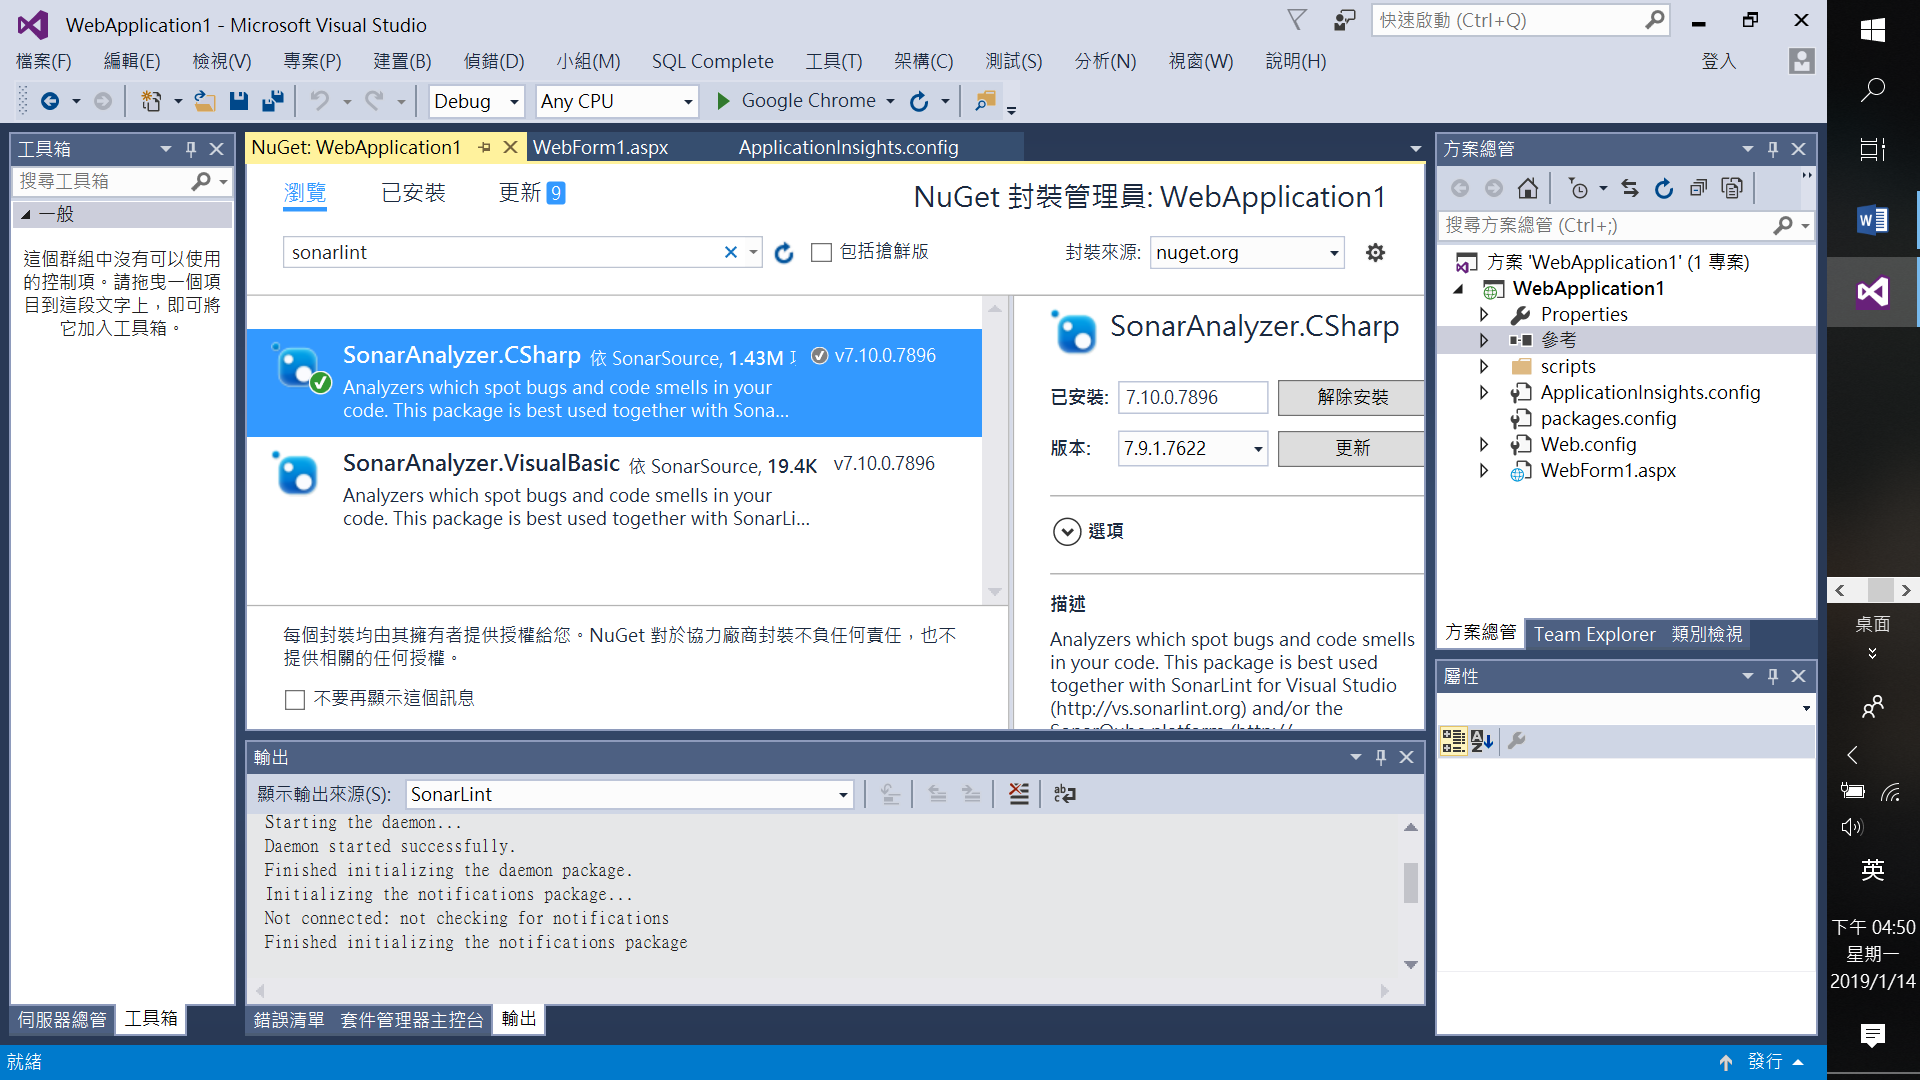 WebApplication1 - Microsoft Visual Studio
快速啟動 (Ctrl+Q)
檔案(F) 編輯(E) 檢視(V) 專案(P) 建置(B) 偵錯(D) 小組(M) SQL Complete 工具(T) 架構(C) 測試(S) 分析(N) 視窗(W) 說明(H) 登入
Debug Any CPU Google Chrome
工具箱
搜尋工具箱
一般
這個群組中沒有可以使用
的控制項。請拖曳一個項
目到這段文字上，即可將
它加入工具箱。
伺服器總管 工具箱
NuGet: WebApplication1 WebForm1.aspx ApplicationInsights.config
瀏覽 已安裝 更新 9
NuGet 封裝管理員: WebApplication1
sonarlint 包括搶鮮版 封裝來源: nuget.org
SonarAnalyzer.CSharp 依 SonarSource, 1.43M v7.10.0.7896
Analyzers which spot bugs and code smells in your
code. This package is best used together with Sona...
SonarAnalyzer.VisualBasic 依 SonarSource, 19.4K v7.10.0.7896
Analyzers which spot bugs and code smells in your
code. This package is best used together with SonarLi...
每個封裝均由其擁有者提供授權給您。NuGet 對於協力廠商封裝不負任何責任，也不
提供相關的任何授權。
不要再顯示這個訊息
SonarAnalyzer.CSharp
已安裝: 7.10.0.7896 解除安裝
版本: 7.9.1.7622 更新
選項
描述
Analyzers which spot bugs and code smells
in your code. This package is best used
together with SonarLint for Visual Studio
(http://vs.sonarlint.org) and/or the
SonarQube platform (http://
輸出
顯示輸出來源(S): SonarLint
Starting the daemon...
Daemon started successfully.
Finished initializing the daemon package.
Initializing the notifications package...
Not connected: not checking for notifications
Finished initializing the notifications package
錯誤清單 套件管理器主控台 輸出
方案總管
搜尋方案總管 (Ctrl+;)
方案 'WebApplication1' (1 專案)
WebApplication1
Properties
參考
scripts
ApplicationInsights.config
packages.config
Web.config
WebForm1.aspx
方案總管 Team Explorer 類別檢視
屬性
就緒 發行
桌面
英
下午 04:50
星期一
2019/1/14